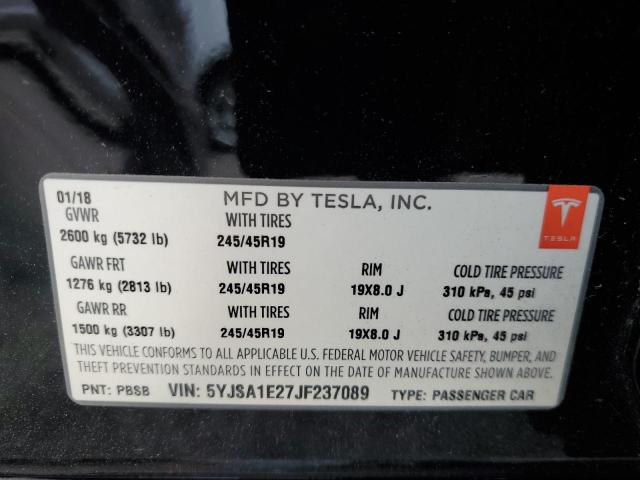 01/18 MFD BY TESLA, INC.
GVWR WITH TIRES
2600 kg (5732 lb) 245/45R19
TESLA
GAWR FRT WITH TIRES RIM COLD TIRE PRESSURE
1276 kg (2813 lb) 245/45R19 19X8.0 J 310 kPa, 45 psi
GAWR RR WITH TIRES RIM COLD TIRE PRESSURE
1500 kg (3307 lb) 245/45R19 19X8.0 J 310 kPa, 45 psi
THIS VEHICLE CONFORMS TO ALL APPLICABLE U.S. FEDERAL MOTOR VEHICLE SAFETY, BUMPER, AND
THEFT PREVENTION STANDARDS IN EFFECT ON THE DATE OF MANUFACTURE SHOWN ABOVE.
PNT: PBSB VIN: 5YJSA1E27JF237089 TYPE: PASSENGER CAR